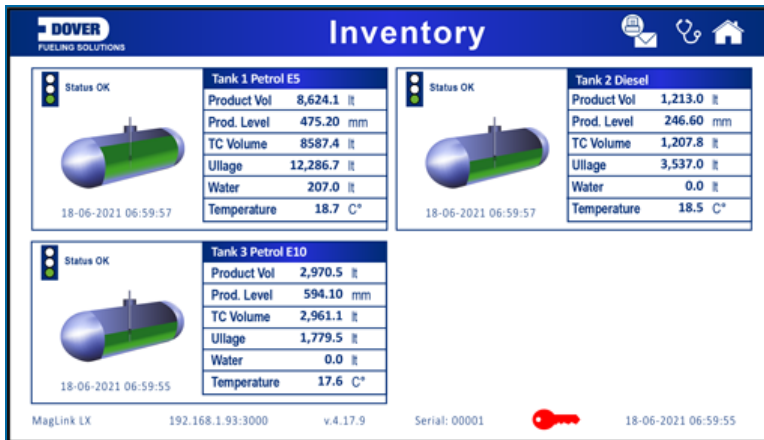 DOVER
FUELING SOLUTIONS
Inventory
Status OK
Tank 1 Petrol E5
Product Vol 8,624.1 lt
Prod. Level 475.20 mm
TC Volume 8587.4 lt
Ullage 12,286.7 lt
Water 207.0 lt
Temperature 18.7 C°
18-06-2021 06:59:57
Status OK
Tank 2 Diesel
Product Vol 1,213.0 lt
Prod. Level 246.60 mm
TC Volume 1,207.8 lt
Ullage 3,537.0 lt
Water 0.0 lt
Temperature 18.5 C°
18-06-2021 06:59:57
Status OK
Tank 3 Petrol E10
Product Vol 2,970.5 lt
Prod. Level 594.10 mm
TC Volume 2,961.1 lt
Ullage 1,779.5 lt
Water 0.0 lt
Temperature 17.6 C°
18-06-2021 06:59:55
MagLink LX 192.168.1.93:3000 v.4.17.9 Serial: 00001 18-06-2021 06:59:55